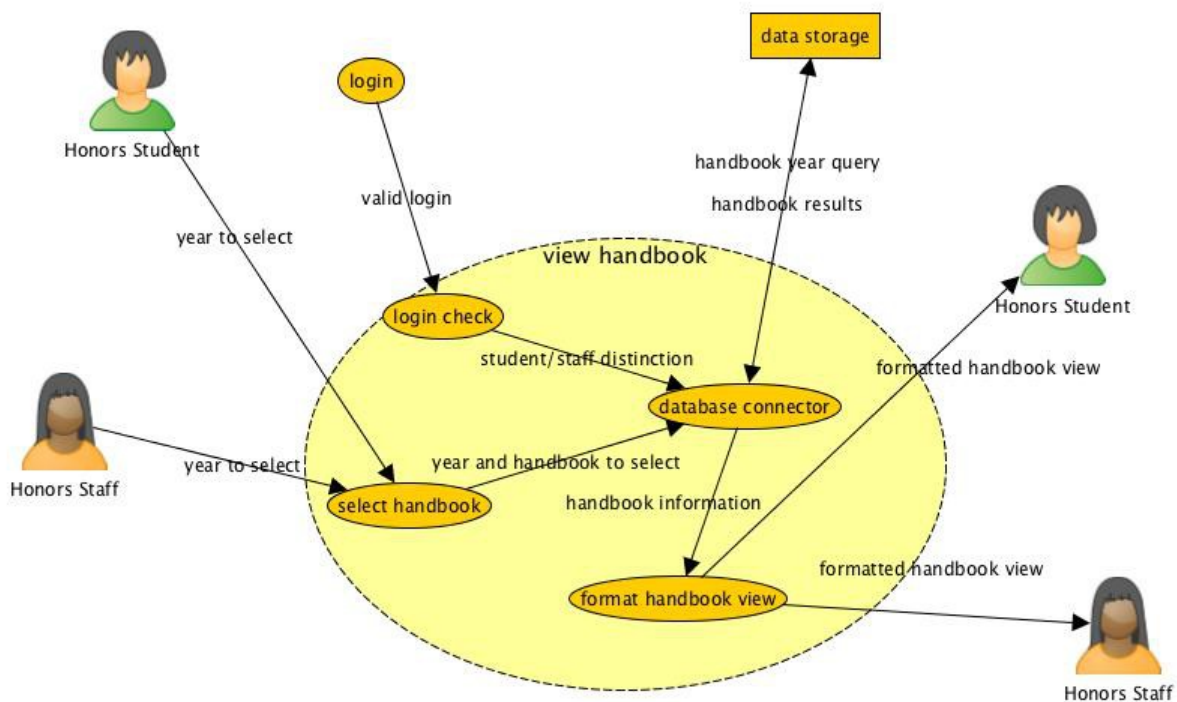 data storage
login
Honors Student
handbook year query
valid login
handbook results
year to select
view handbook
Honors Student
login check
student/staff distinction
formatted handbook view
database connector
year to select
year and handbook to select
Honors Staff
select handbook
handbook information
formatted handbook view
format handbook view
Honors Staff